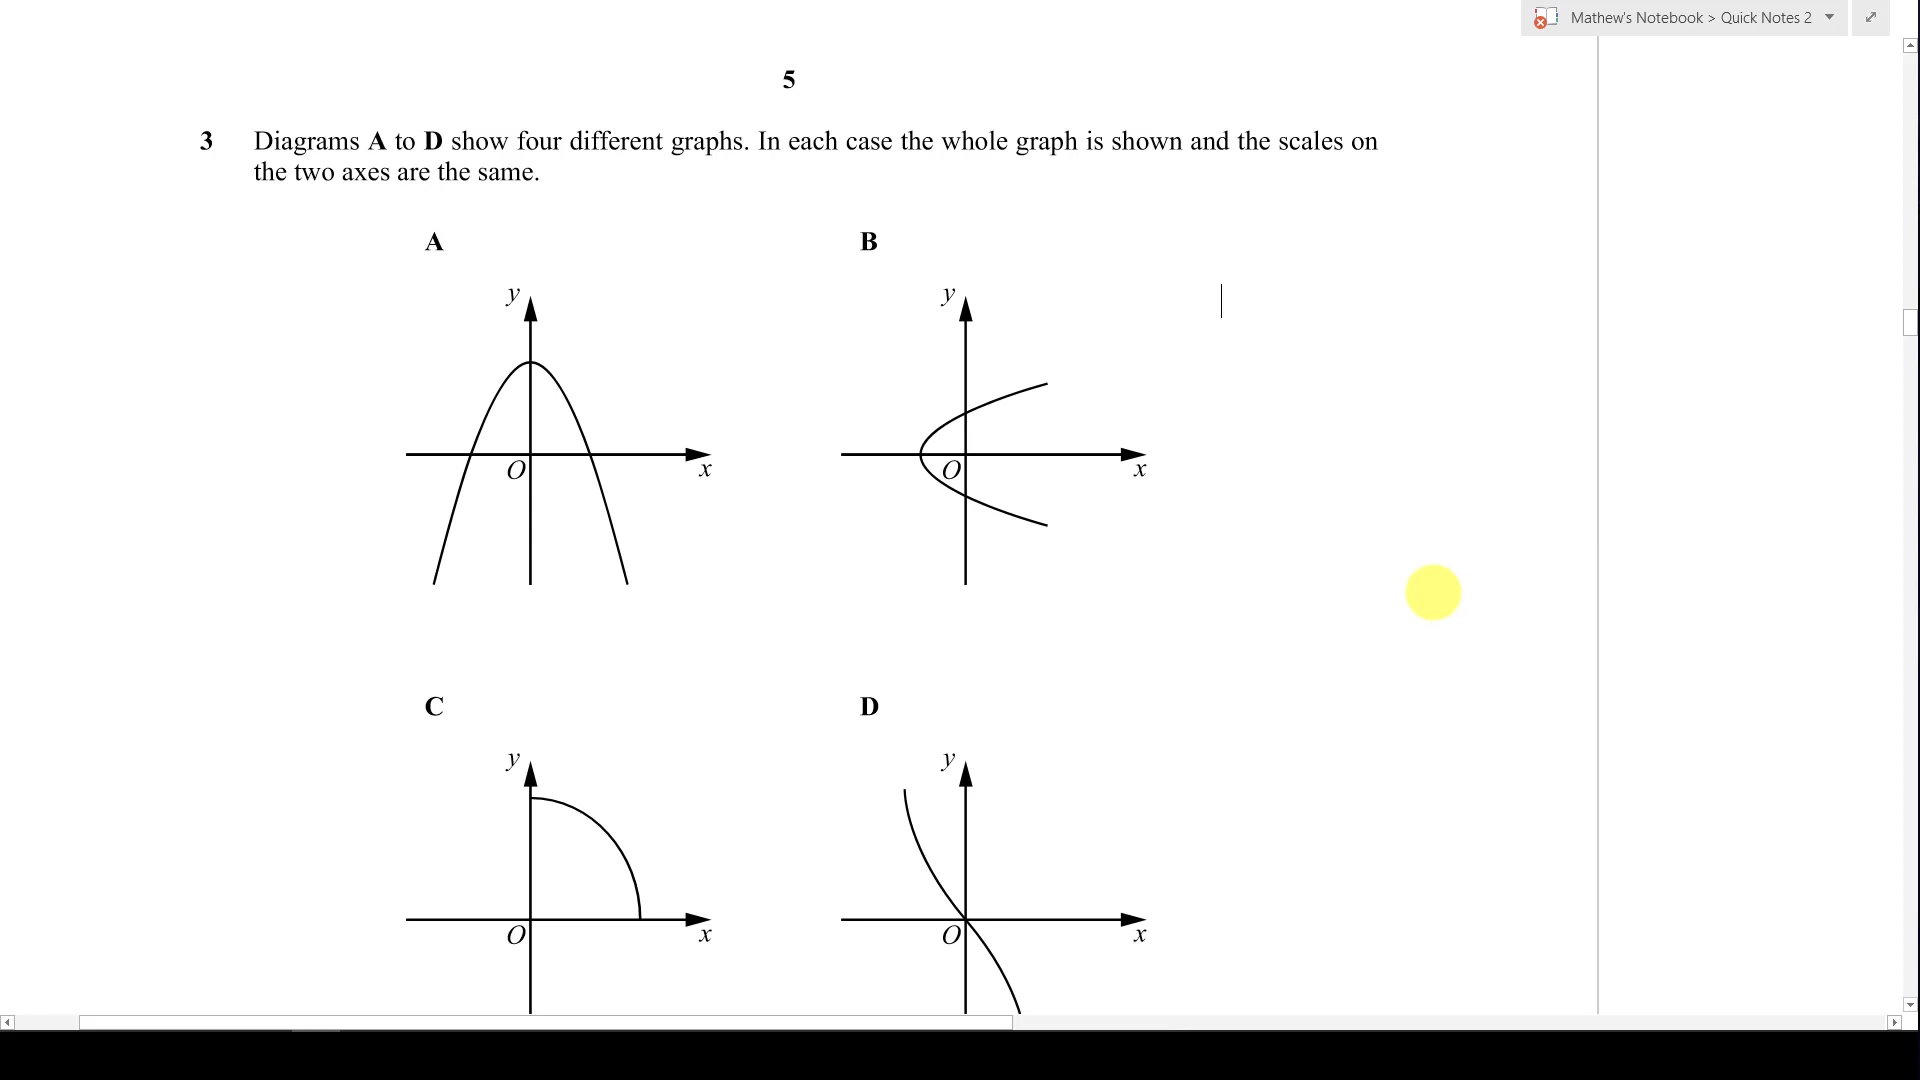 Mathew's Notebook > Quick Notes 2
5
3 Diagrams A to D show four different graphs. In each case the whole graph is shown and the scales on
the two axes are the same.
A B
y y
O x O x
C D
y y
O x O x